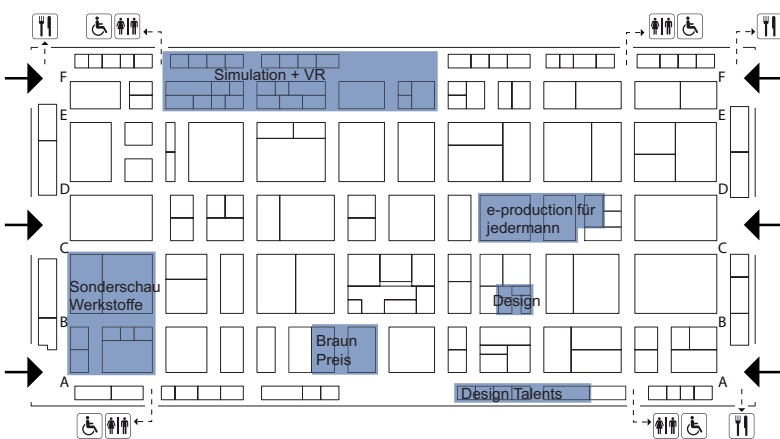 F
Simulation + VR
F
E
E
D
D
e-production für
jedermann
C
C
Sonderschau
Werkstoffe
Design
B
B
Braun
Preis
A
A
Design Talents